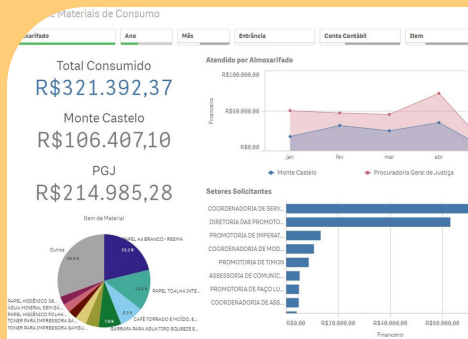 e Materiais de Consumo
oxarifado
Ano
Mês
Entrância
Conta Contábil
Item
Total Consumido
R$321.392,37
Monte Castelo
R$106.407,10
PGJ
R$214.985,28
Atendido por Almoxarifado
R$100.000,00
R$50.000,00
R$0,00
Financeiro
jan
fev
mar
abr
Monte Castelo
Procuradoria Geral de Justiça
Item de Material
Outros
PAPEL A4 BRANCO - RESMA
23,2%
PAPEL TOALHA INTE...
CAFÉ TORRADO E MOÍDO, E...
GARRAFA PARA AGUA TIPO SQUEEZE E...
PAPEL HIGIÊNICO 30...
ÁGUA MINERAL SEM GÁ...
PAPEL HIGIÊNICO FOLHA...
TONER PARA IMPRESSORA SA...
TONER PARA IMPRESSORA SAMSU...
Setores Solicitantes
COORDENADORIA DE SERV...
DIRETORIA DAS PROMOTO...
PROMOTORIA DE IMPERAT...
COORDENADORIA DE MOD...
PROMOTORIA DE TIMON
ASSESSORIA DE COMUNIC...
PROMOTORIA DE PAÇO LU...
COORDENADORIA DE ASS...
R$0,00
R$20.000,00
R$40.000,00
R$60.000,00
Financeiro